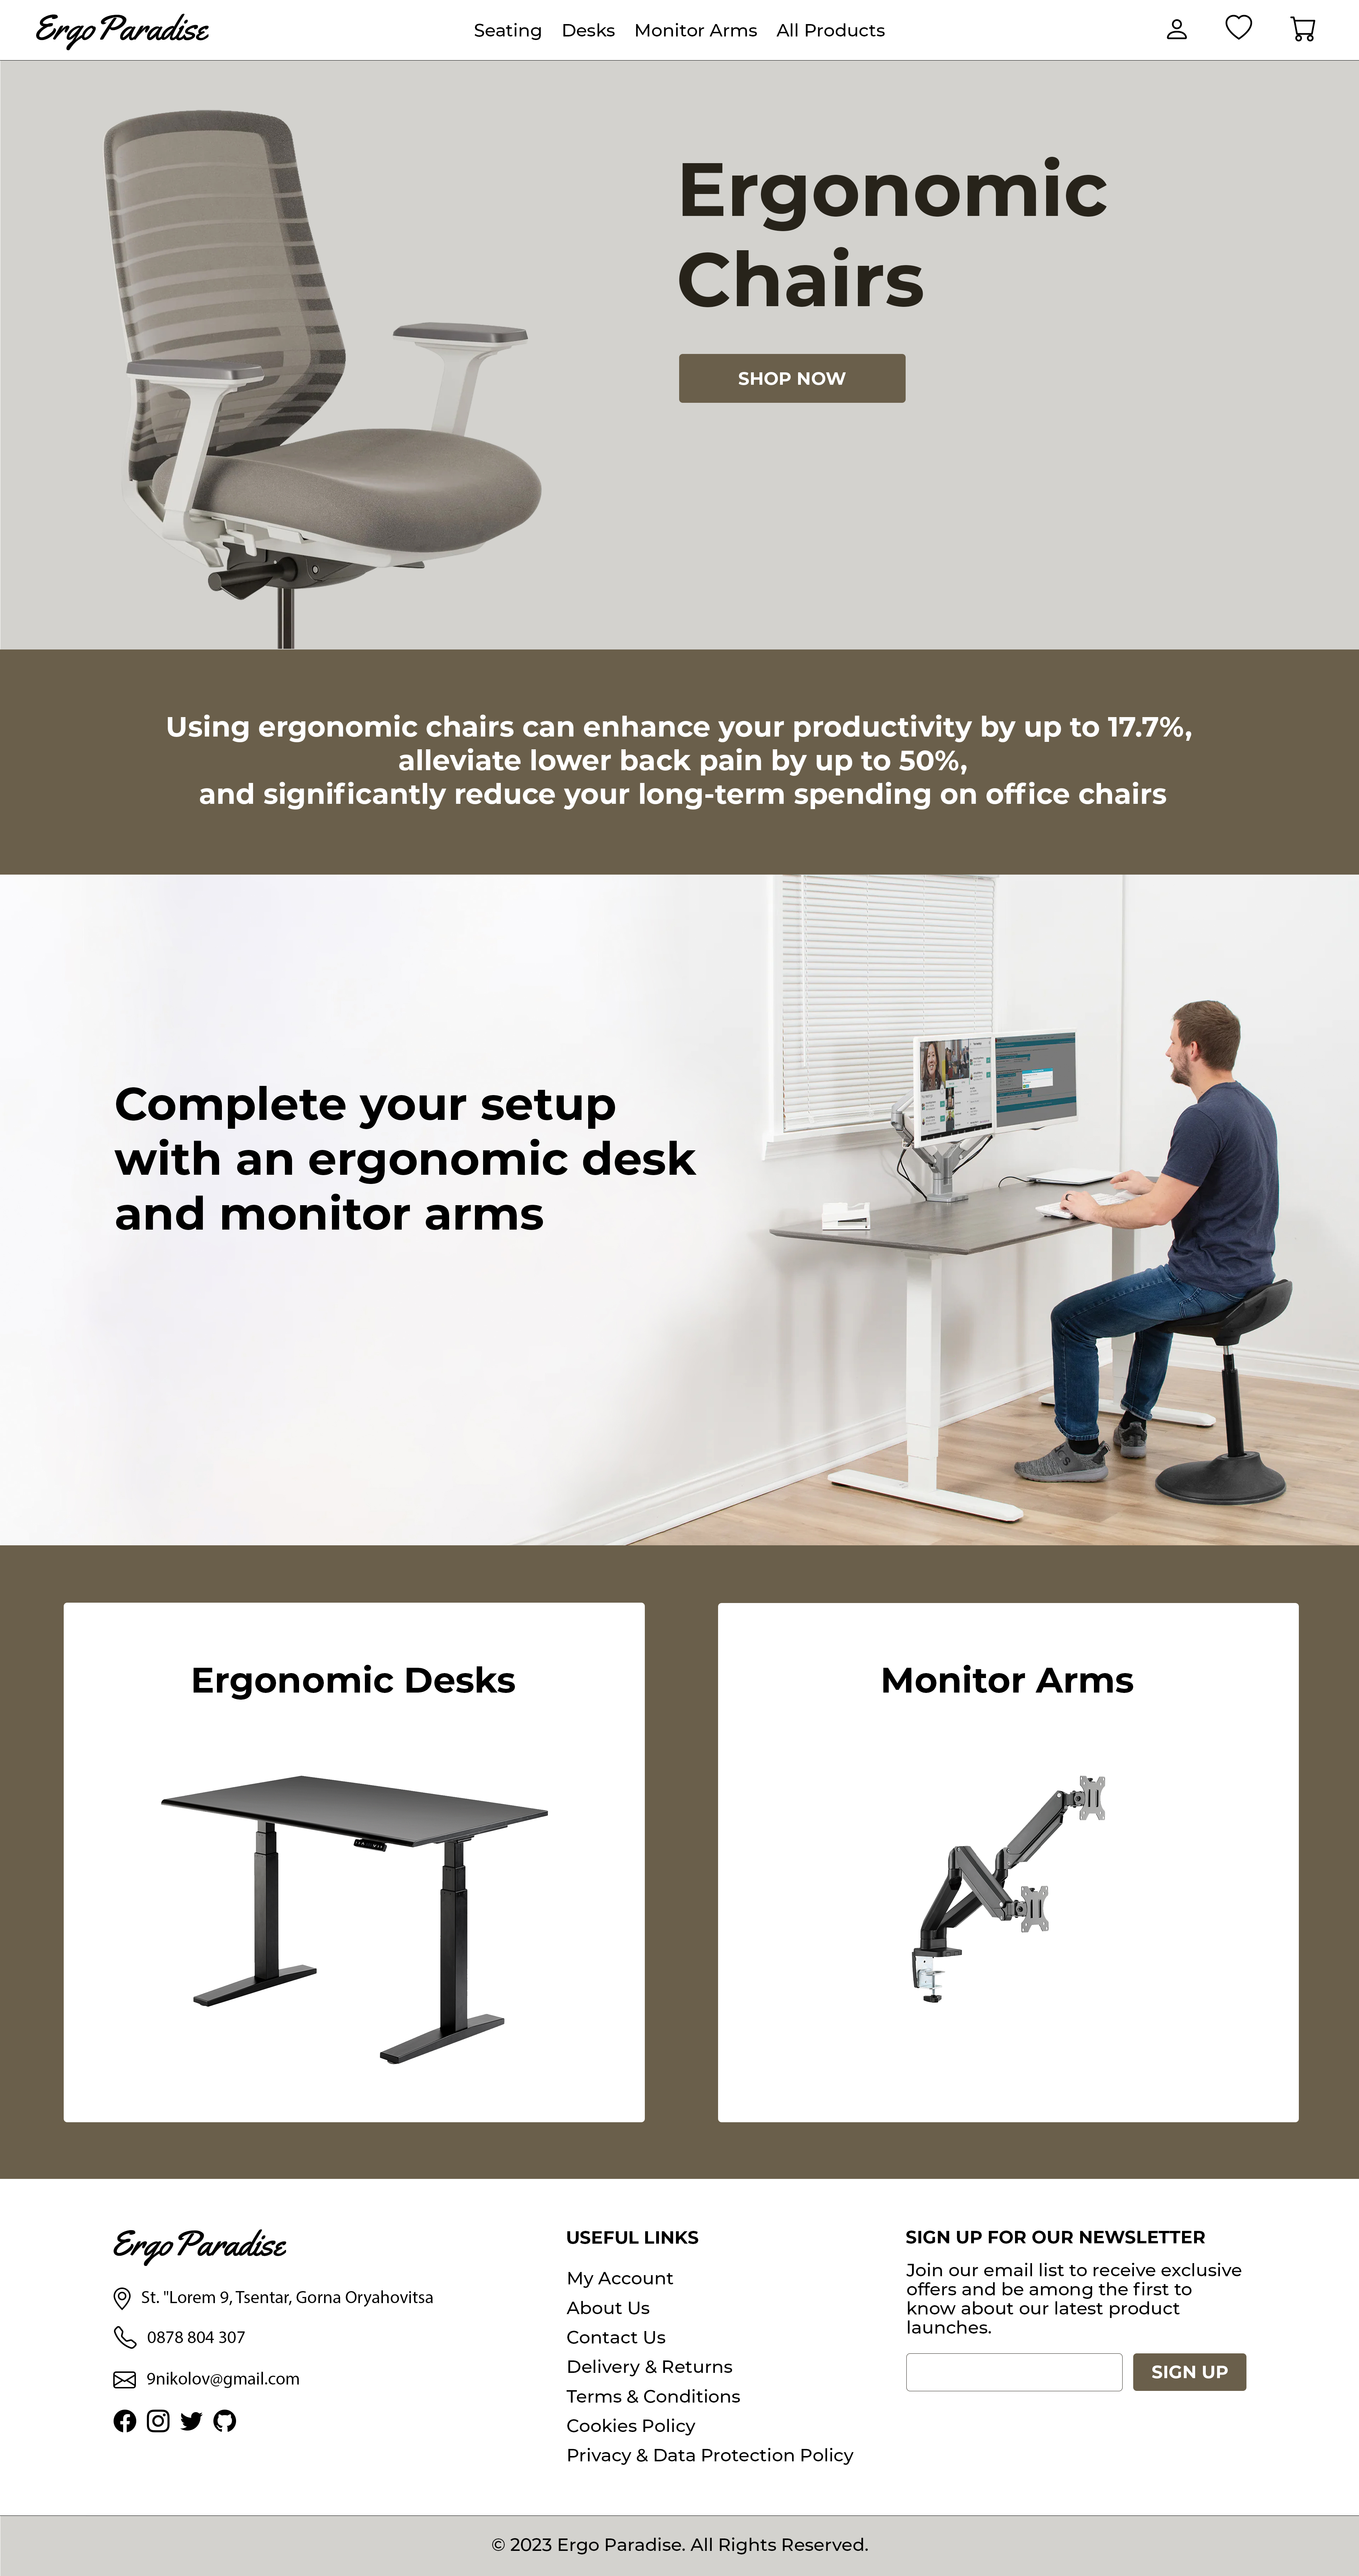 Ergo Paradise
Seating Desks Monitor Arms All Products
Ergonomic
Chairs
SHOP NOW
Using ergonomic chairs can enhance your productivity by up to 17.7%,
alleviate lower back pain by up to 50%,
and significantly reduce your long-term spending on office chairs
Complete your setup
with an ergonomic desk
and monitor arms
Ergonomic Desks
Monitor Arms
Ergo Paradise
St. "Lorem 9, Tsentar, Gorna Oryahovitsa
0878 804 307
9nikolov@gmail.com
USEFUL LINKS
My Account
About Us
Contact Us
Delivery & Returns
Terms & Conditions
Cookies Policy
Privacy & Data Protection Policy
SIGN UP FOR OUR NEWSLETTER
Join our email list to receive exclusive
offers and be among the first to
know about our latest product
launches.
SIGN UP
© 2023 Ergo Paradise. All Rights Reserved.